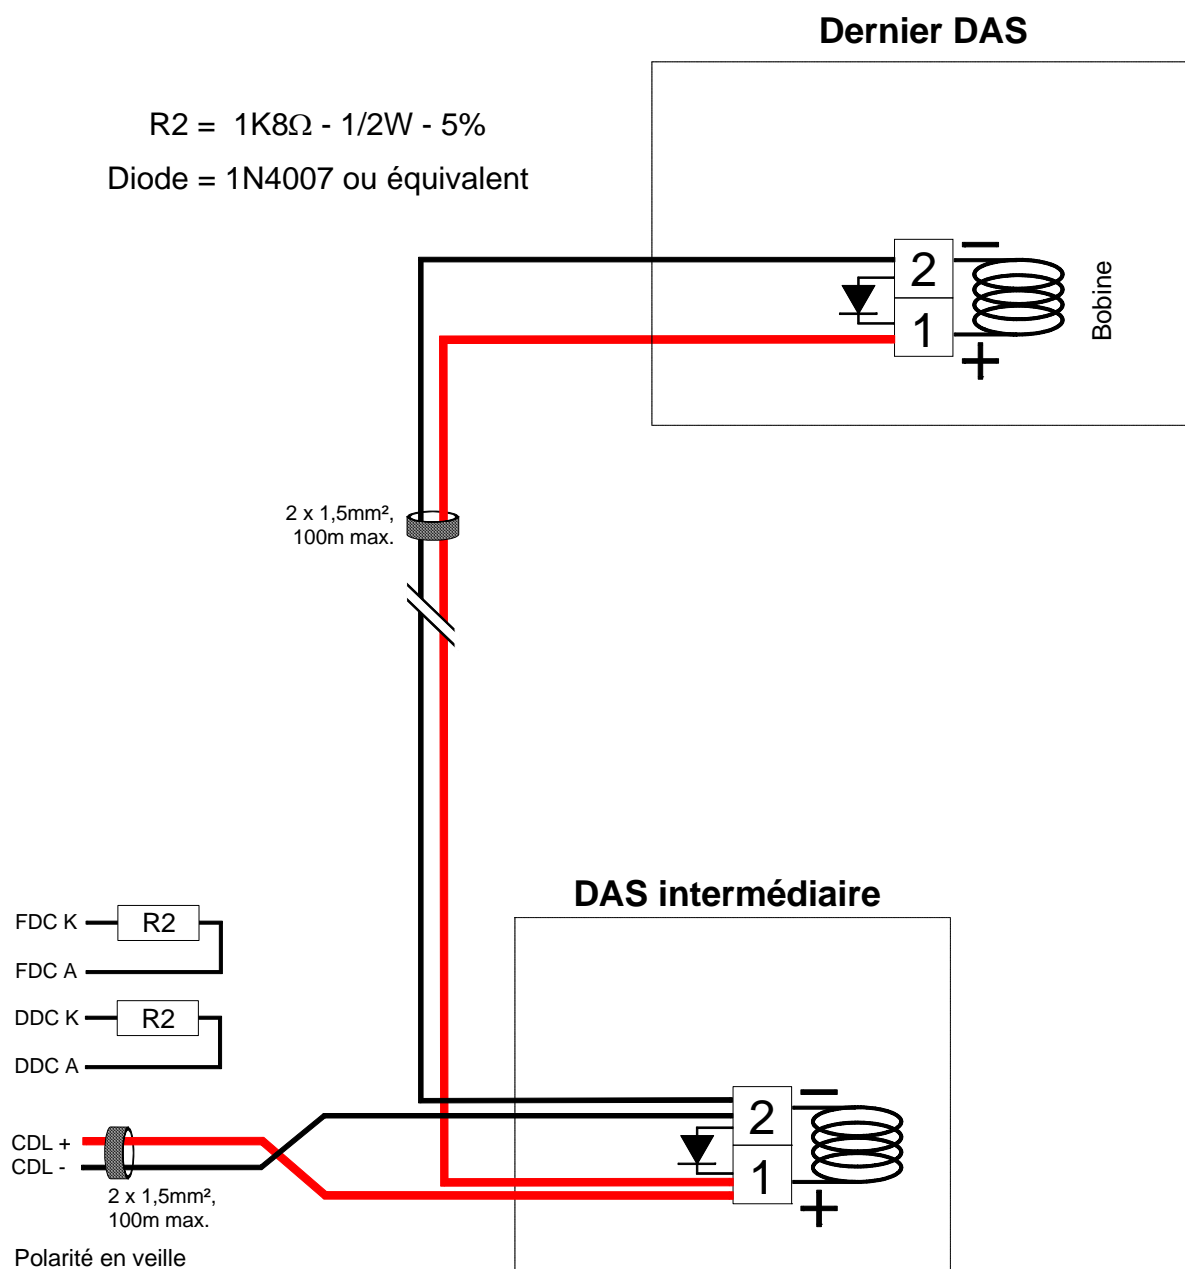 Dernier DAS
R2 = 1K8Ω - 1/2W - 5%
Diode = 1N4007 ou équivalent
2
1
Bobine
2 x 1,5mm²,
100m max.
DAS intermédiaire
FDC K
R2
FDC A
DDC K
R2
DDC A
2
1
CDL +
CDL -
2 x 1,5mm²,
100m max.
Polarité en veille